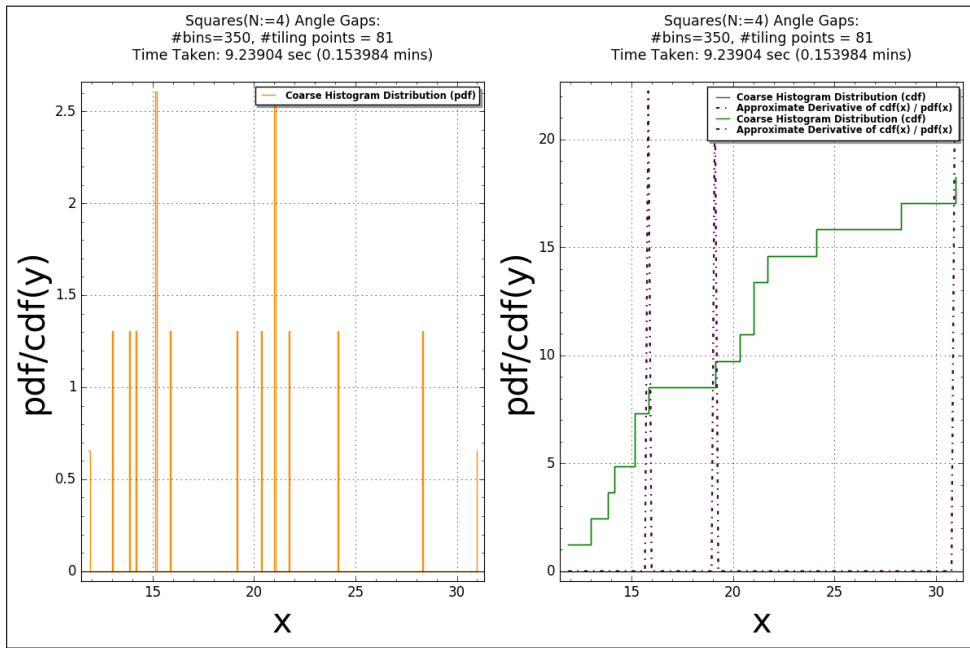 Squares(N:=4) Angle Gaps:
#bins=350, #tiling points = 81
Time Taken: 9.23904 sec (0.153984 mins)
Coarse Histogram Distribution (pdf)
pdf/cdf(y)
2.5
2
1.5
1
0.5
0
15
20
25
30
x
Squares(N:=4) Angle Gaps:
#bins=350, #tiling points = 81
Time Taken: 9.23904 sec (0.153984 mins)
Coarse Histogram Distribution (cdf)
Approximate Derivative of cdf(x) / pdf(x)
Coarse Histogram Distribution (cdf)
Approximate Derivative of cdf(x) / pdf(x)
pdf/cdf(y)
20
15
10
5
0
15
20
25
30
x